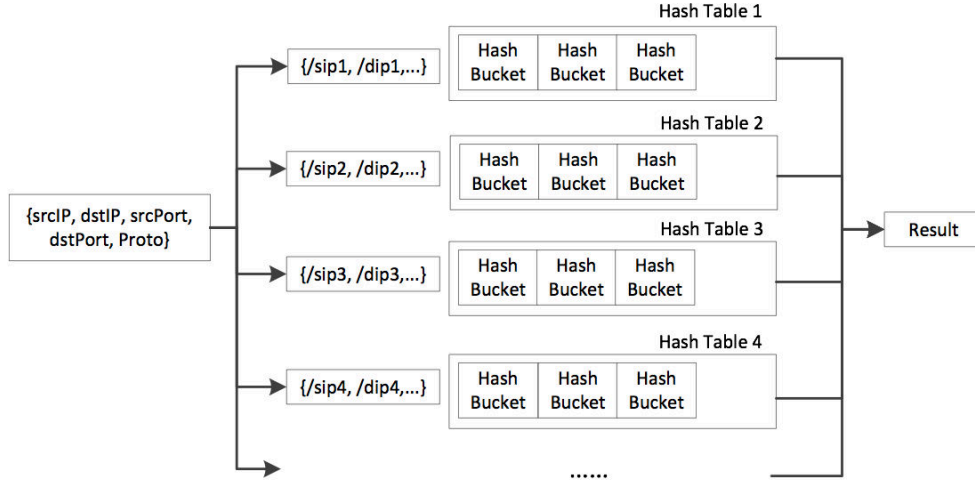 Hash Table 1
{/sip1, /dip1,...}
Hash
Bucket
Hash
Bucket
Hash
Bucket
Hash Table 2
{/sip2, /dip2,...}
Hash
Bucket
Hash
Bucket
Hash
Bucket
{srcIP, dstIP, srcPort,
dstPort, Proto}
Result
Hash Table 3
{/sip3, /dip3,...}
Hash
Bucket
Hash
Bucket
Hash
Bucket
Hash Table 4
{/sip4, /dip4,...}
Hash
Bucket
Hash
Bucket
Hash
Bucket
......